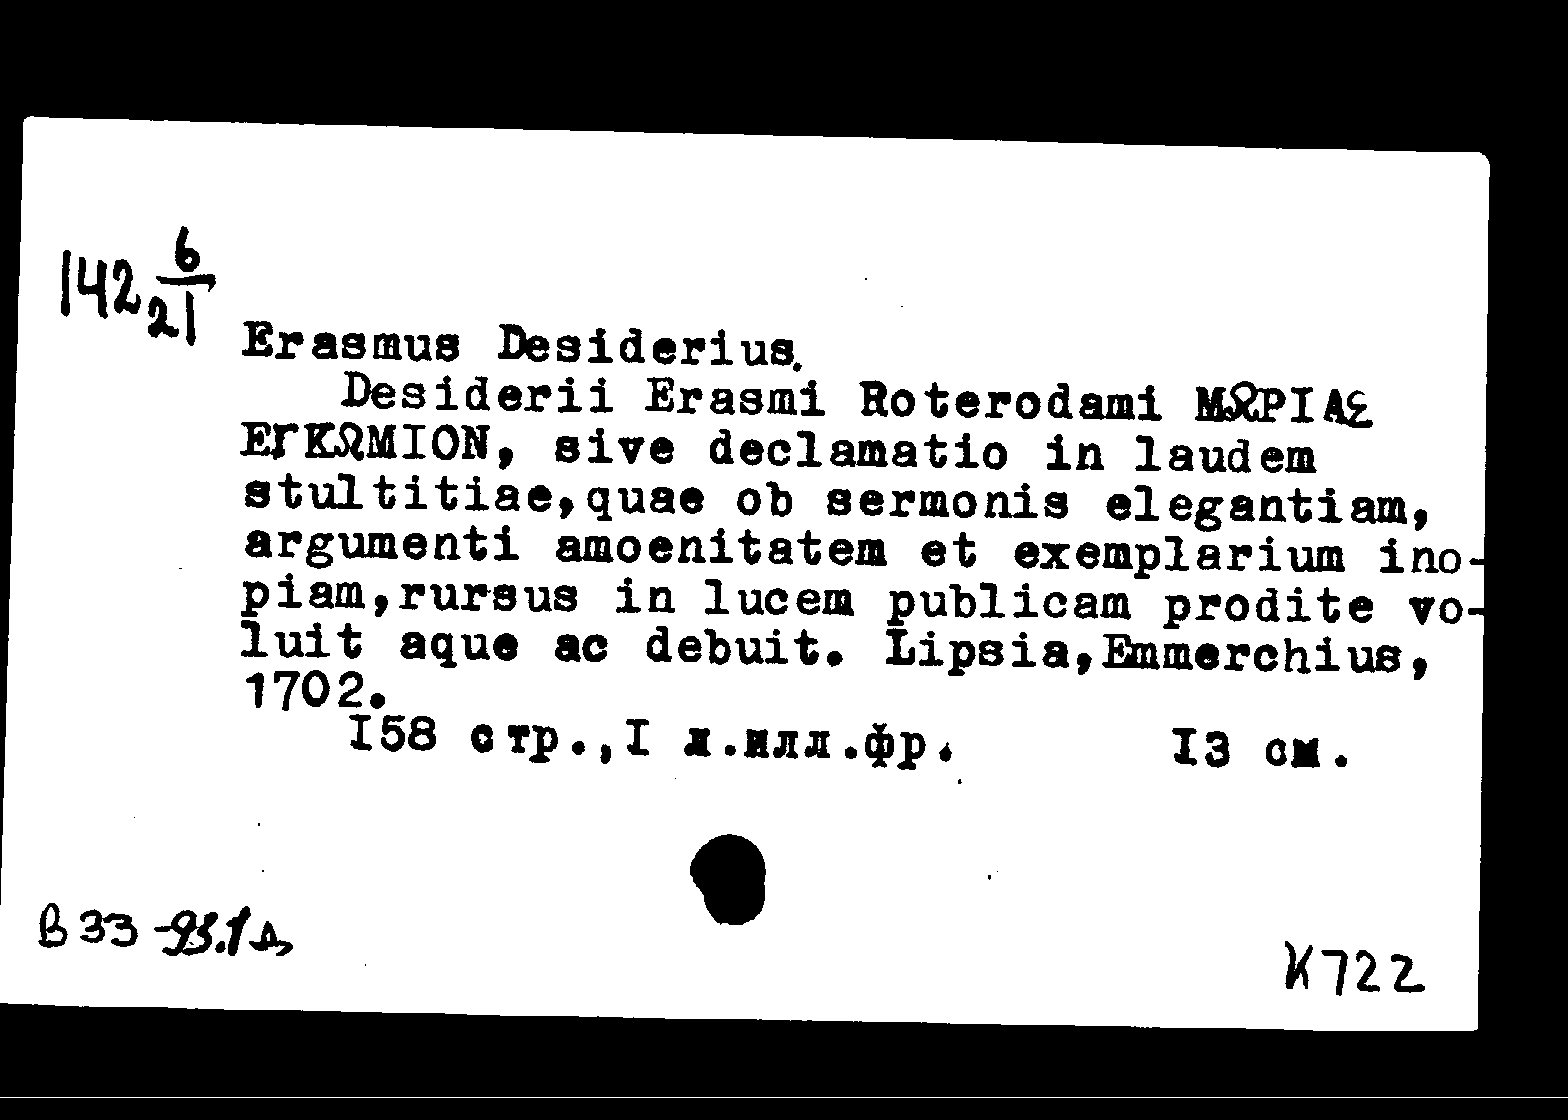 142 6/21
Erasmus Desiderius.
Desiderii Erasmi Roterodami ΜΩΡΙΑΣ
ΕΓΚΩΜΙΟΝ, sive declamatio in laudem
stultitiae,quae ob sermonis elegantiam,
argumenti amoenitatem et exemplarium ino-
piam,rursus in lucem publicam prodite vo-
luit aque ac debuit. Lipsia,Emmerchius,
1702.
I58 стр.,I л.илл.фр. I3 см.
B 33
K722